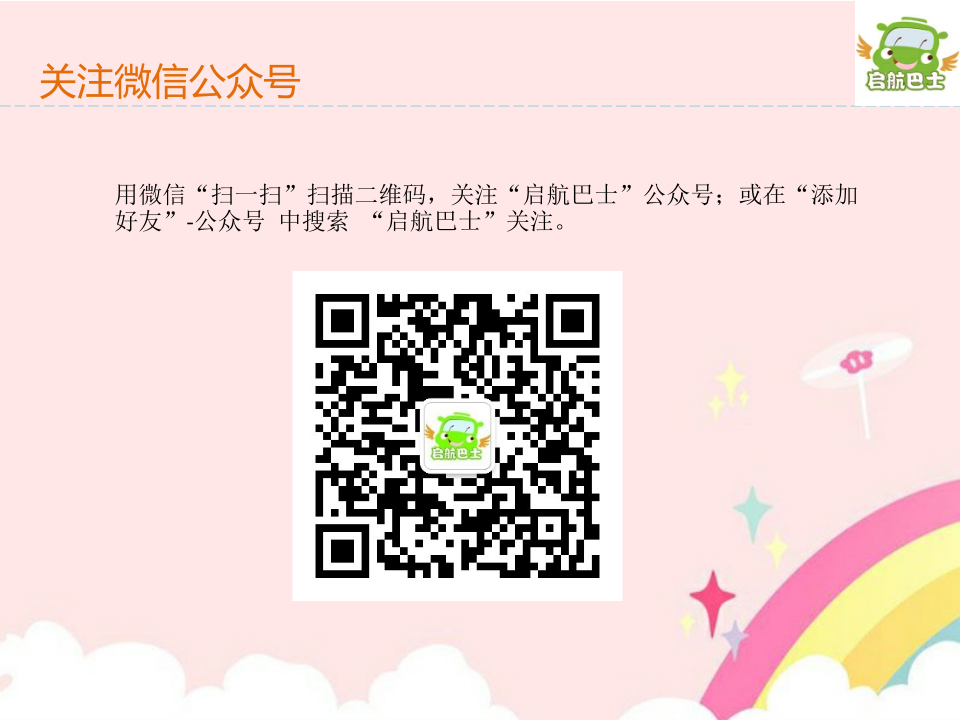 关注微信公众号
启航巴士
用微信“扫一扫”扫描二维码，关注“启航巴士”公众号；或在“添加
好友”-公众号 中搜索 “启航巴士”关注。
启航巴士